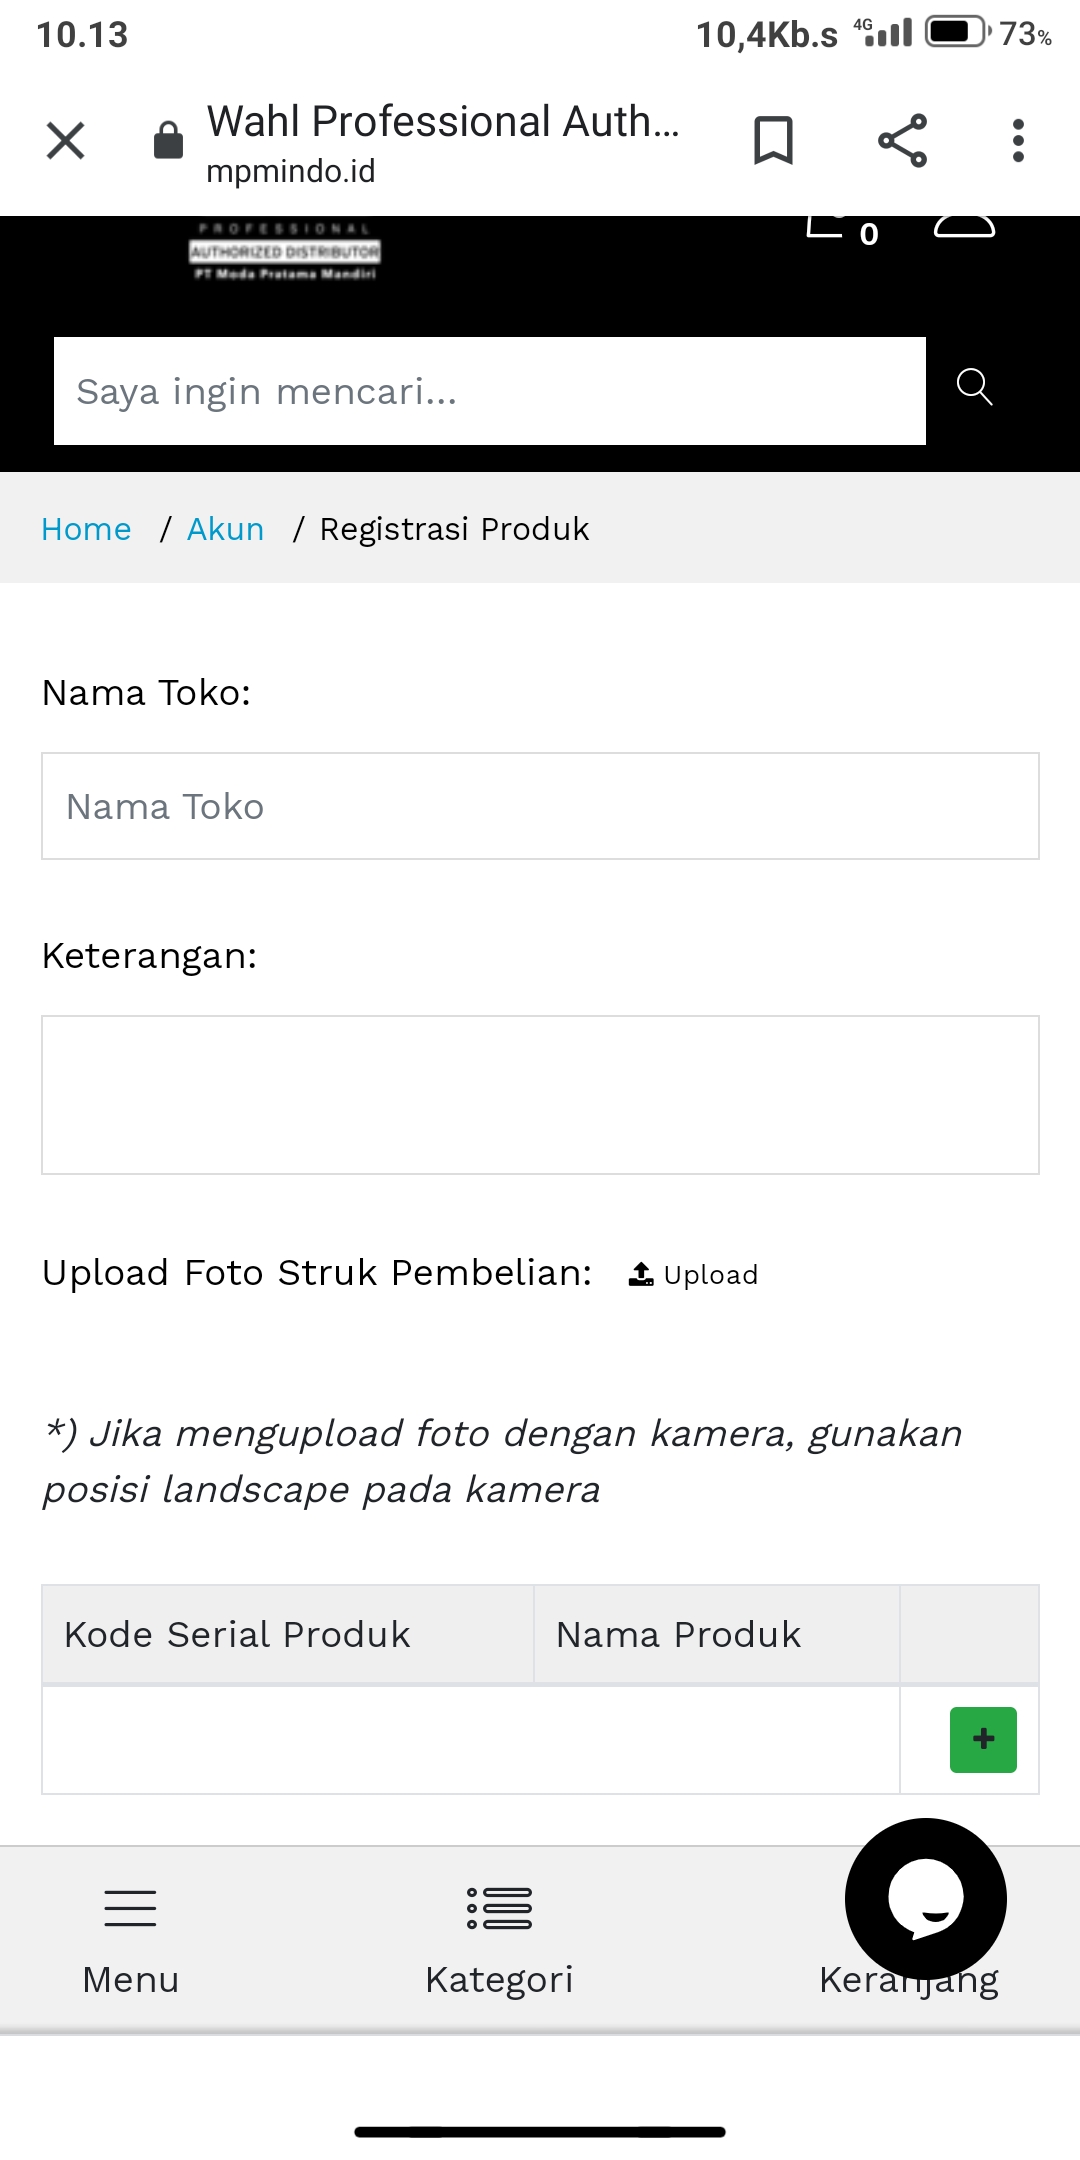 10.13
10,4Kb.s 4G 73%
Wahl Professional Auth...
mpmindo.id
PROFESSIONAL
AUTHORIZED DISTRIBUTOR
PT Moda Pratama Mandiri
0
Saya ingin mencari...
Home / Akun / Registrasi Produk
Nama Toko:
Nama Toko
Keterangan:
Upload Foto Struk Pembelian: Upload
*) Jika mengupload foto dengan kamera, gunakan
posisi landscape pada kamera
Kode Serial Produk Nama Produk
Menu Kategori Keranjang